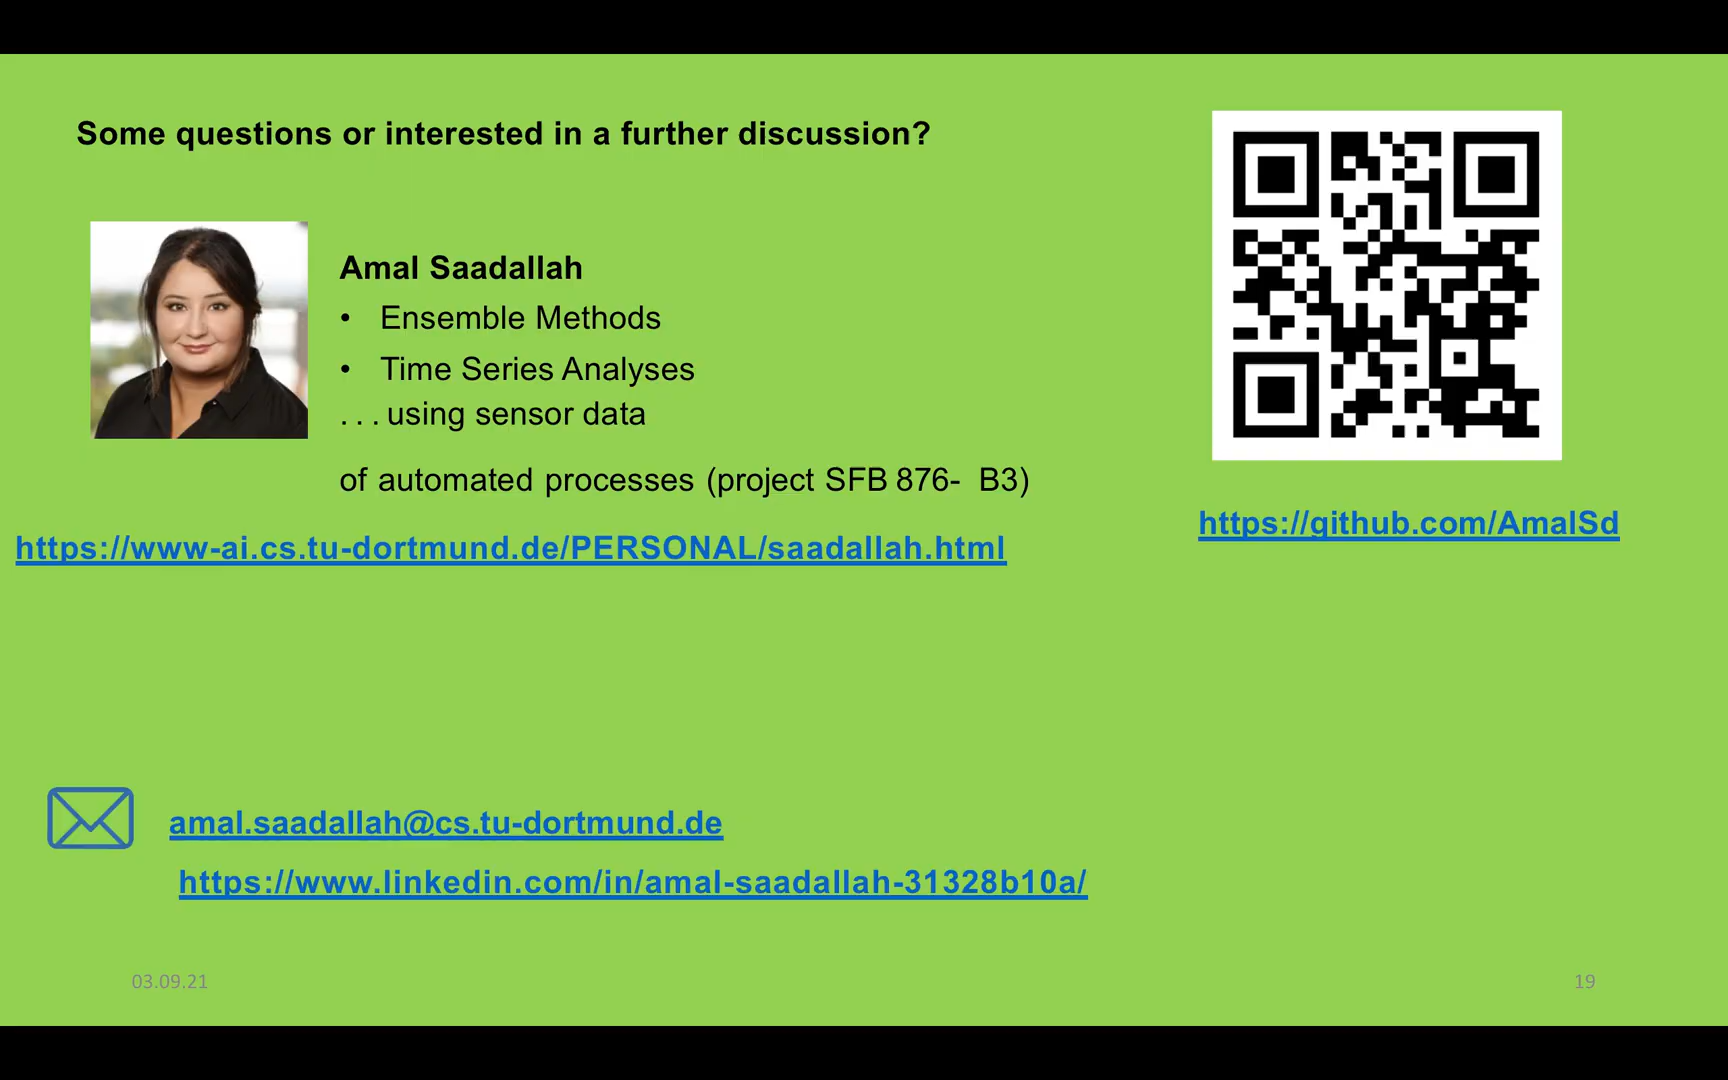 Some questions or interested in a further discussion?
Amal Saadallah
• Ensemble Methods
• Time Series Analyses
. . . using sensor data
of automated processes (project SFB 876- B3)
https://www-ai.cs.tu-dortmund.de/PERSONAL/saadallah.html
https://github.com/AmalSd
amal.saadallah@cs.tu-dortmund.de
https://www.linkedin.com/in/amal-saadallah-31328b10a/
03.09.21
19